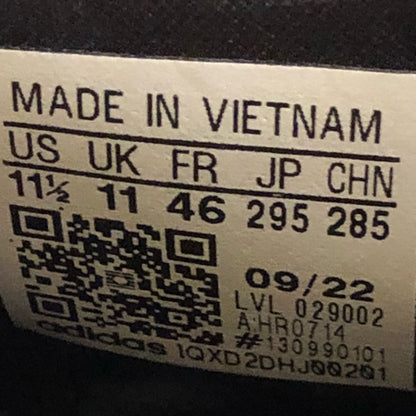 MADE IN VIETNAM
US UK FR JP CHN
11½ 11 46 295 285
09/22
LVL 029002
A:HR0714
#130990101
adidas 1QXD2DHJ00201